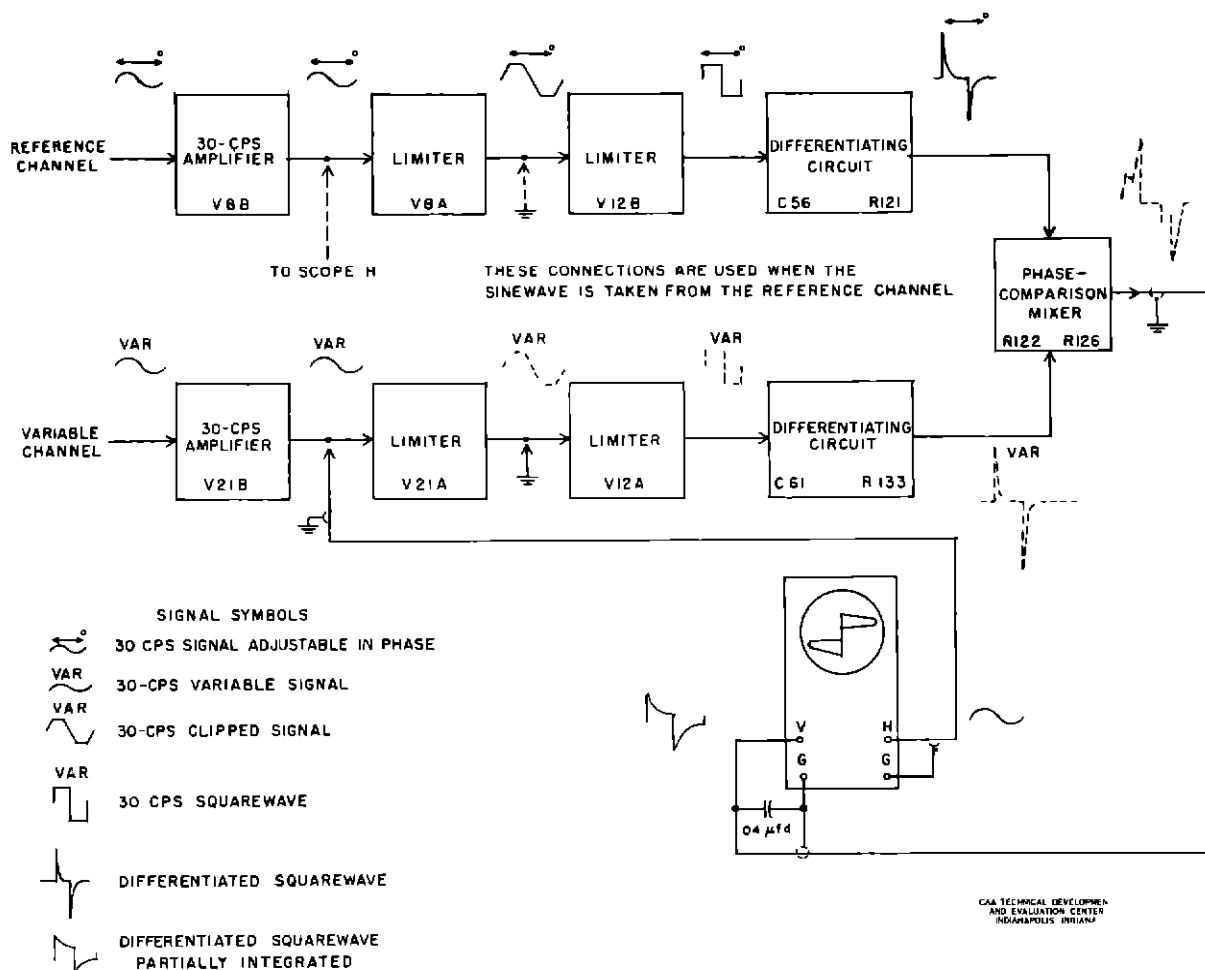 REFERENCE
CHANNEL
30-CPS
AMPLIFIER
V8B
LIMITER
V8A
LIMITER
V12B
DIFFERENTIATING
CIRCUIT
C56 R121
TO SCOPE H
THESE CONNECTIONS ARE USED WHEN THE
SINEWAVE IS TAKEN FROM THE REFERENCE CHANNEL
PHASE-
COMPARISON
MIXER
R122 R126
VAR
VAR
VAR
VAR
VARIABLE
CHANNEL
30-CPS
AMPLIFIER
V21B
LIMITER
V21A
LIMITER
V12A
DIFFERENTIATING
CIRCUIT
C61 R133
VAR
SIGNAL SYMBOLS
30 CPS SIGNAL ADJUSTABLE IN PHASE
VAR
30-CPS VARIABLE SIGNAL
VAR
30-CPS CLIPPED SIGNAL
VAR
30 CPS SQUAREWAVE
DIFFERENTIATED SQUAREWAVE
DIFFERENTIATED SQUAREWAVE
PARTIALLY INTEGRATED
V H
G G
04 µfd
CAA TECHNICAL DEVELOPMEN
AND EVALUATION CENTER
INDIANAPOLIS INDIANA